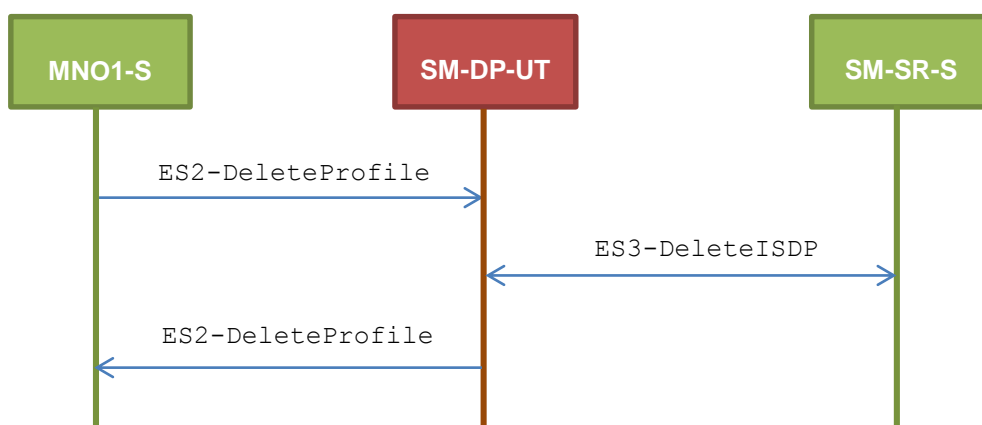 MNO1-S
SM-DP-UT
SM-SR-S
ES2-DeleteProfile
ES3-DeleteISDP
ES2-DeleteProfile